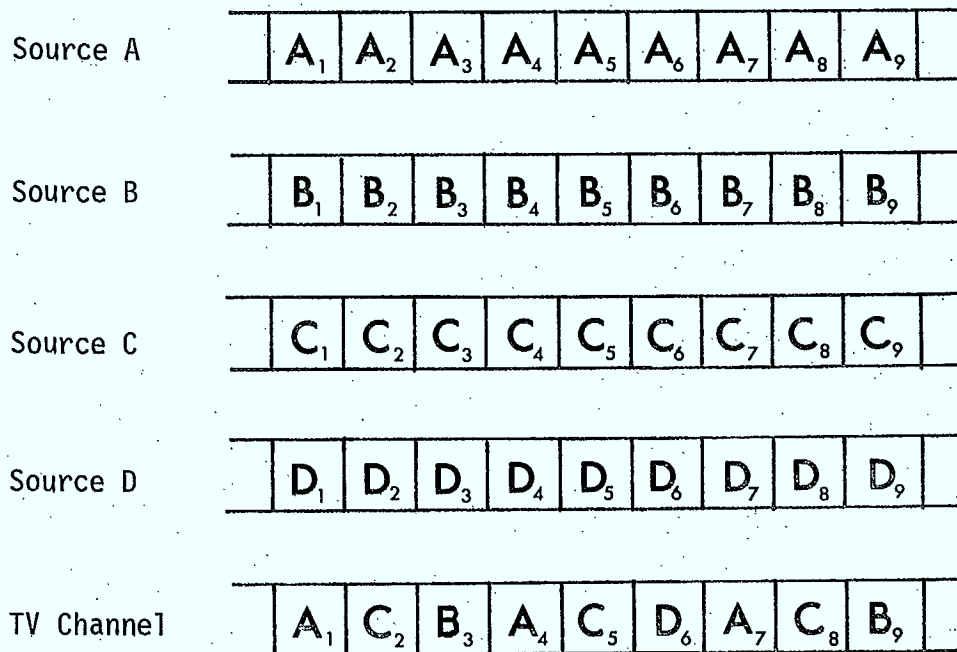 Source A A₁ A₂ A₃ A₄ A₅ A₆ A₇ A₈ A₉
Source B B₁ B₂ B₃ B₄ B₅ B₆ B₇ B₈ B₉
Source C C₁ C₂ C₃ C₄ C₅ C₆ C₇ C₈ C₉
Source D D₁ D₂ D₃ D₄ D₅ D₆ D₇ D₈ D₉
TV Channel A₁ C₂ B₃ A₄ C₅ D₆ A₇ C₈ B₉